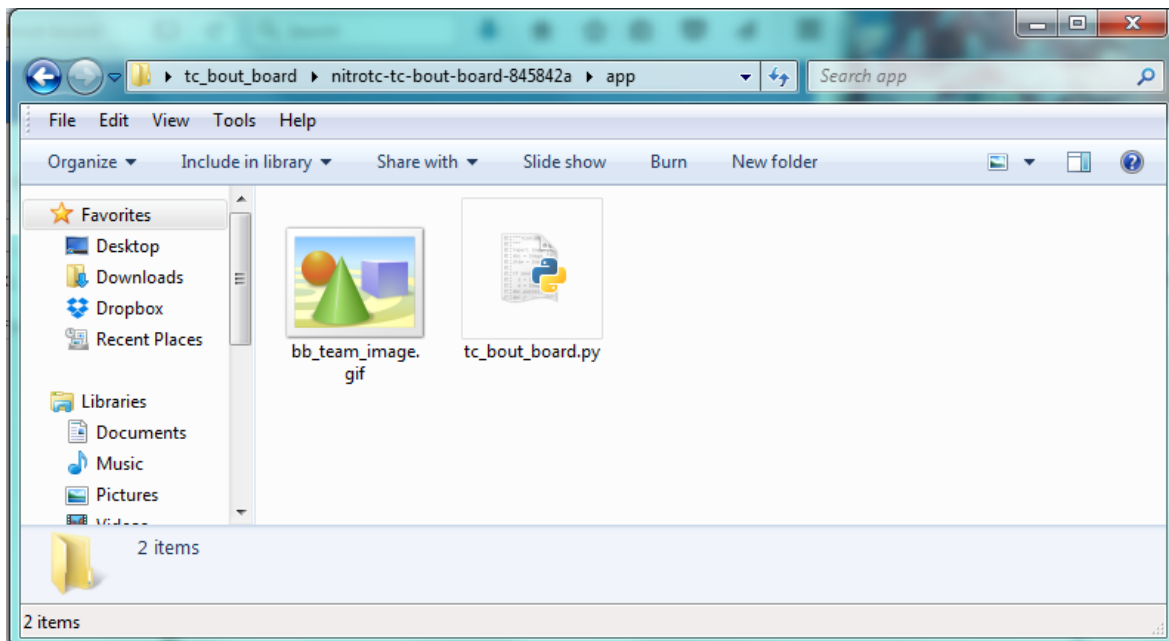 tc_bout_board ▸ nitrotc-tc-bout-board-845842a ▸ app
Search app
File Edit View Tools Help
Organize Include in library Share with Slide show Burn New folder
Favorites
Desktop
Downloads
Dropbox
Recent Places
Libraries
Documents
Music
Pictures
bb_team_image.
gif
tc_bout_board.py
2 items
2 items